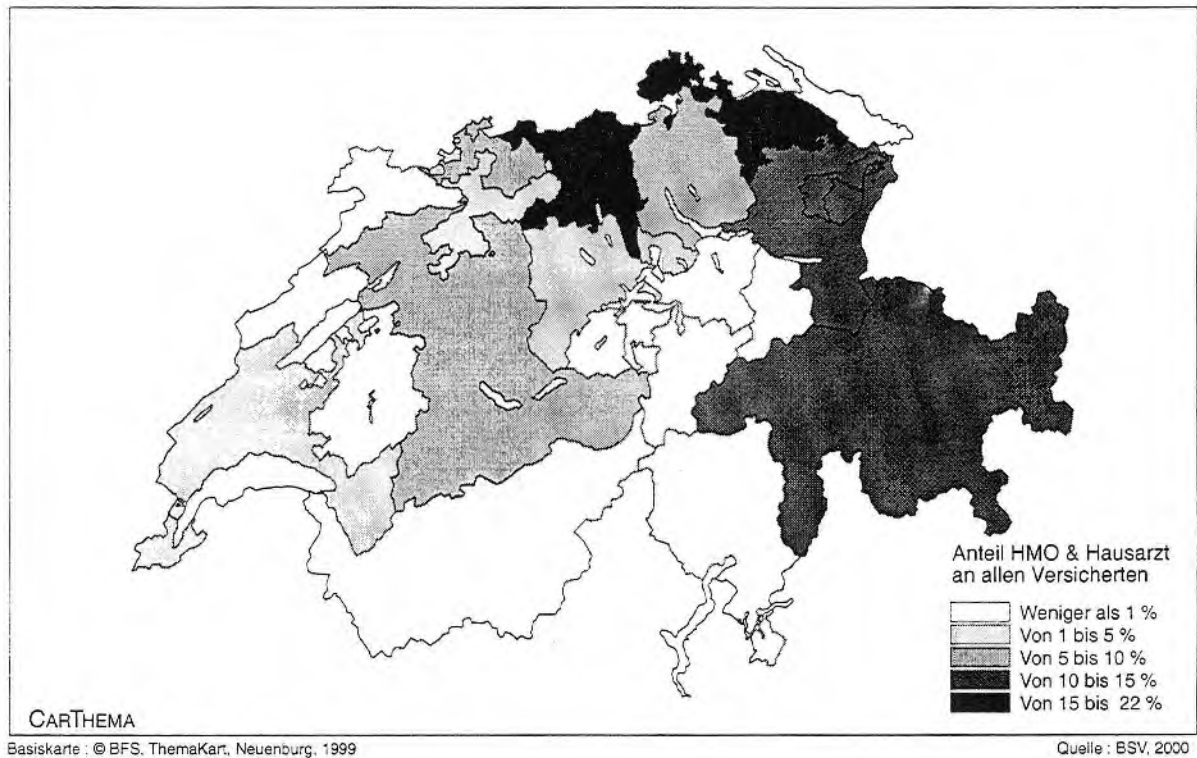 Anteil HMO & Hausarzt
an allen Versicherten
Weniger als 1 %
Von 1 bis 5 %
Von 5 bis 10 %
Von 10 bis 15 %
Von 15 bis 22 %
CARTHEMA
Basiskarte : © BFS, ThemaKart, Neuenburg, 1999
Quelle : BSV, 2000